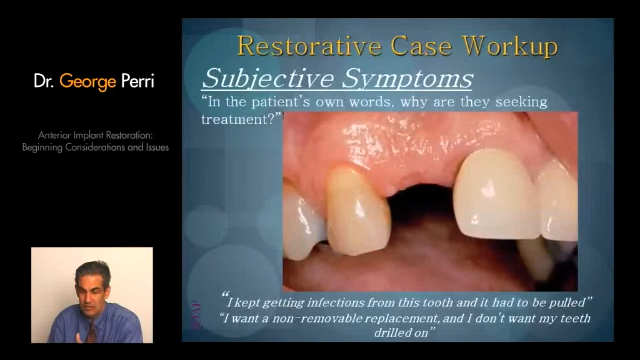 Dr. George Perri
Anterior Implant Restoration:
Beginning Considerations and Issues
Restorative Case Workup
Subjective Symptoms
“In the patient’s own words, why are they seeking
treatment?”
“I kept getting infections from this tooth and it had to be pulled”
“I want a non-removable replacement, and I don’t want my teeth
drilled on”